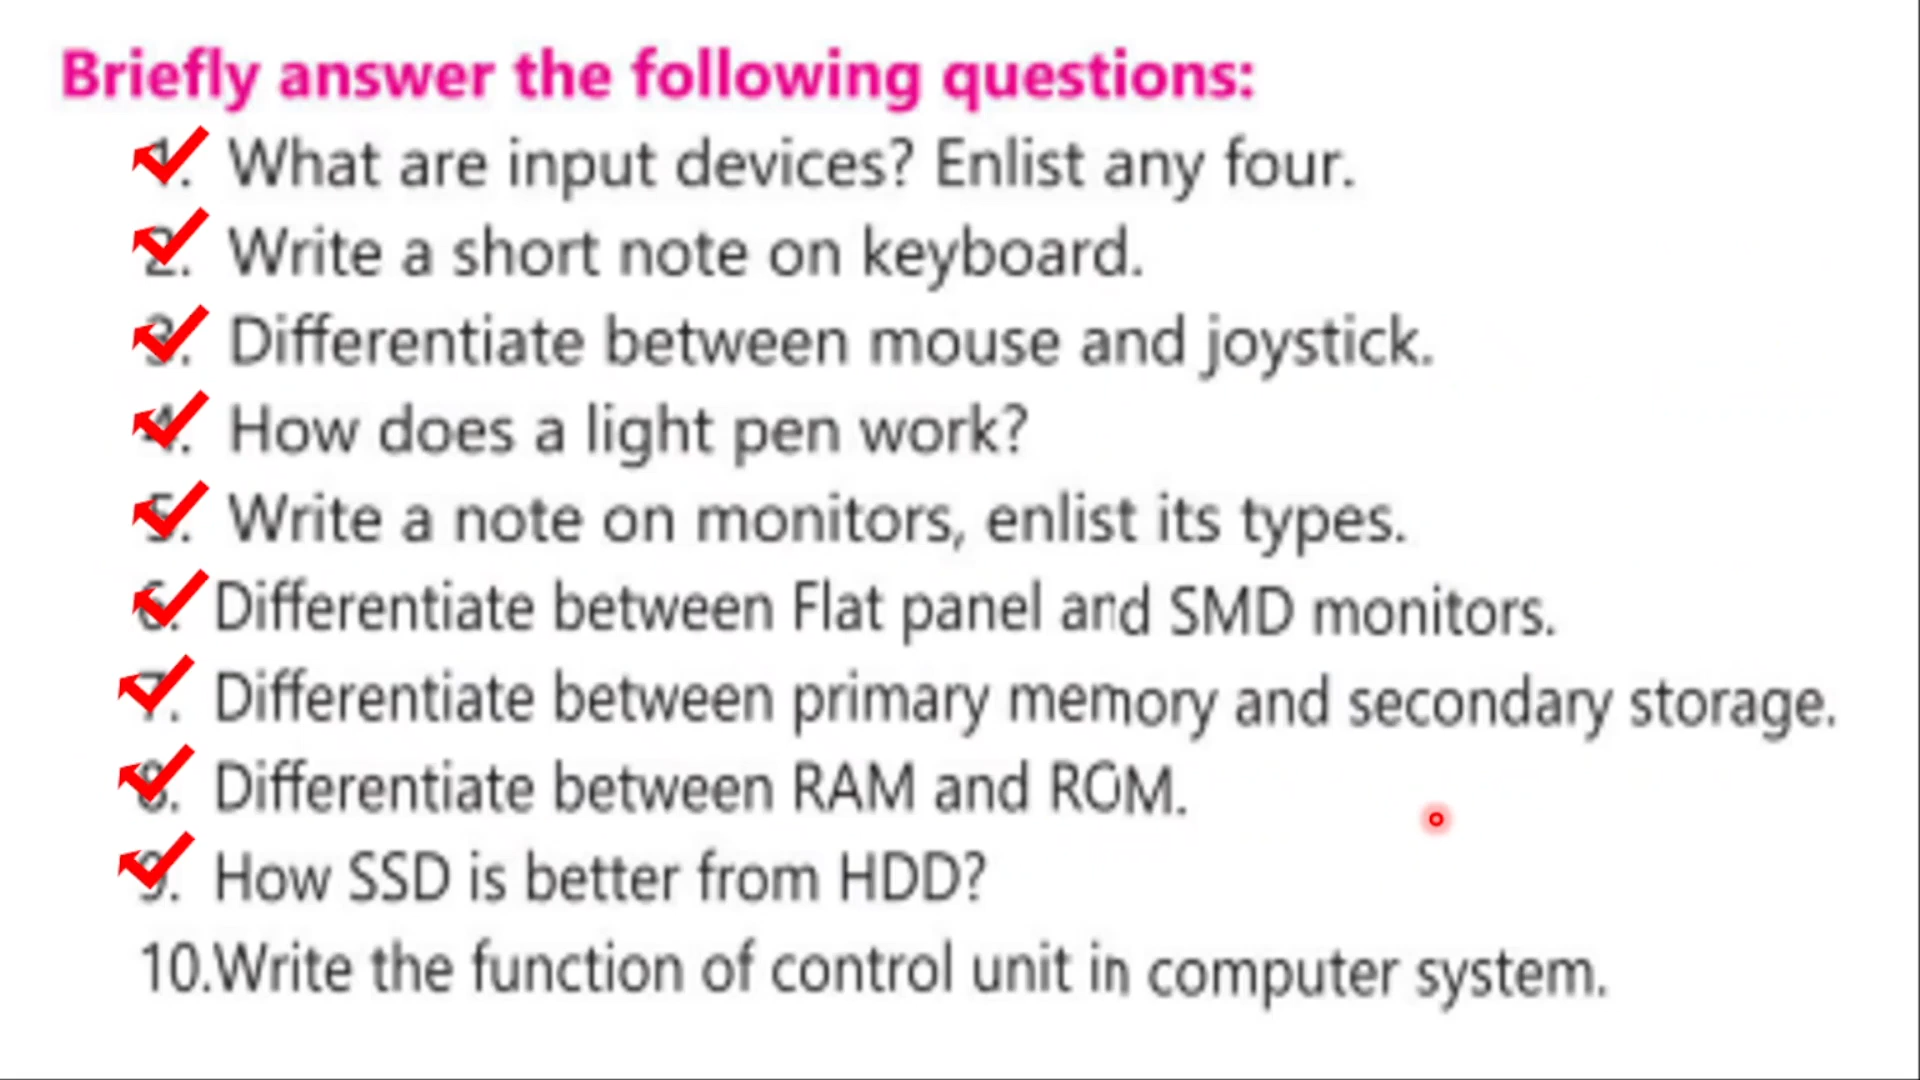 Briefly answer the following questions:
1. What are input devices? Enlist any four.
2. Write a short note on keyboard.
3. Differentiate between mouse and joystick.
4. How does a light pen work?
5. Write a note on monitors, enlist its types.
6. Differentiate between Flat panel and SMD monitors.
7. Differentiate between primary memory and secondary storage.
8. Differentiate between RAM and ROM.
9. How SSD is better from HDD?
10.Write the function of control unit in computer system.